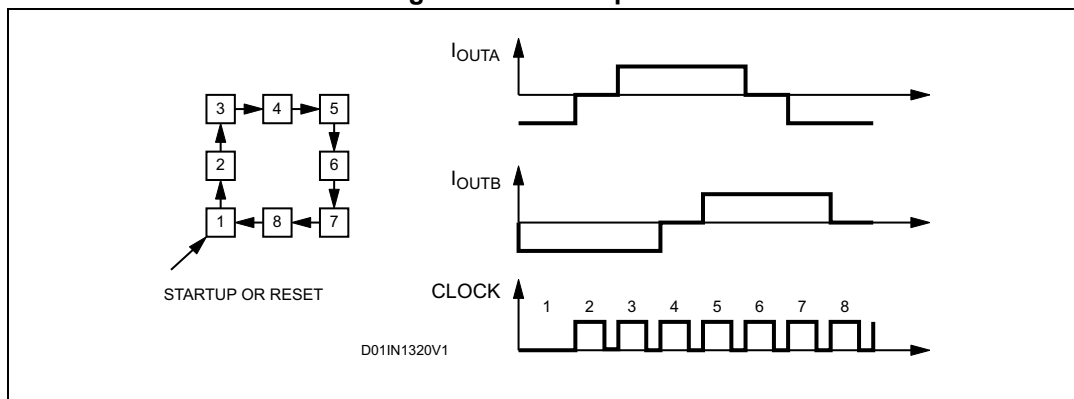 I_OUTA
3 4 5
2 6
1 8 7
STARTUP OR RESET
I_OUTB
CLOCK
1 2 3 4 5 6 7 8
D01IN1320V1